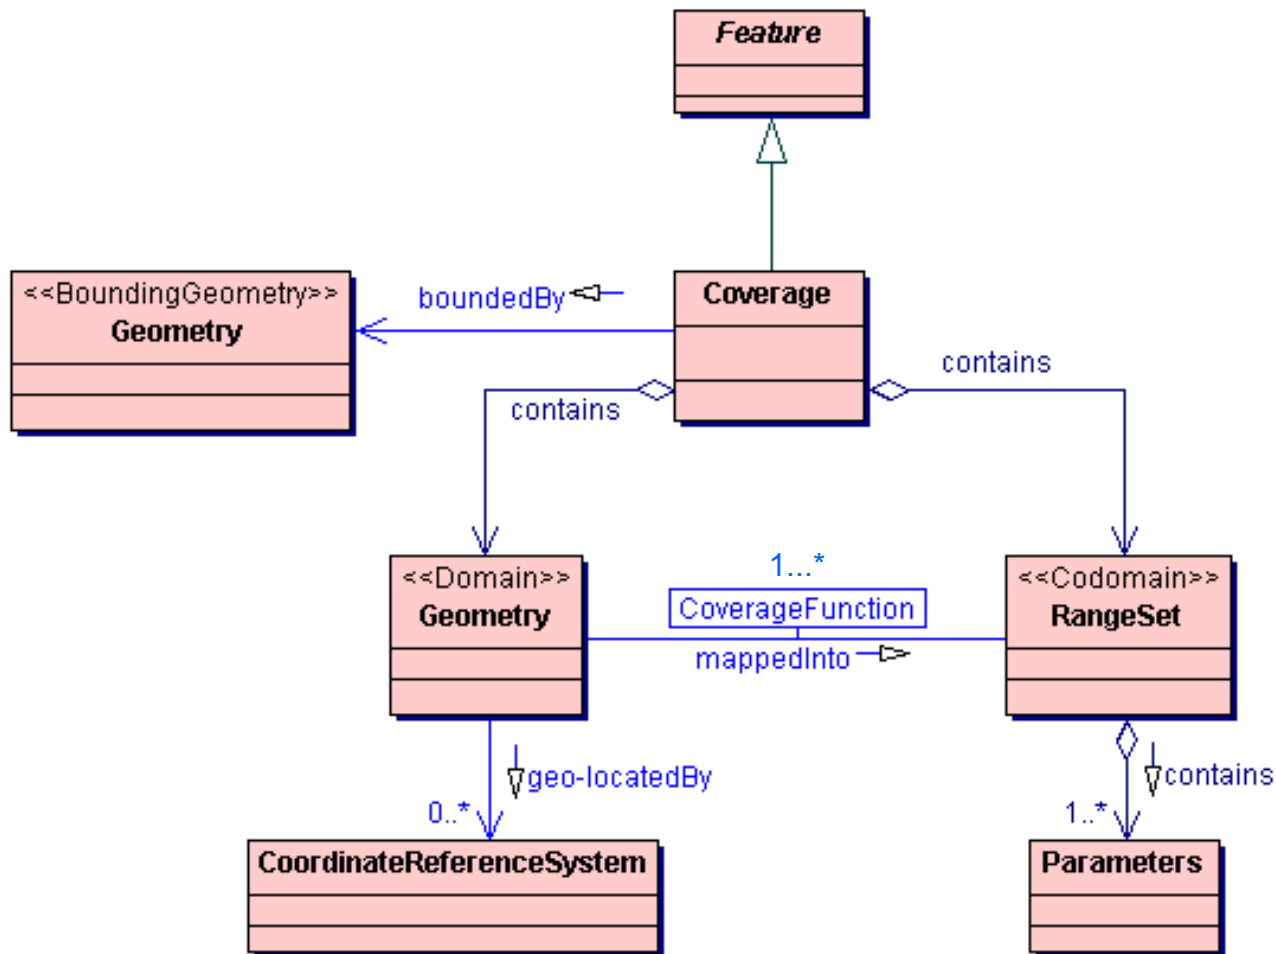 Feature
<<BoundingGeometry>>
Geometry
boundedBy
Coverage
contains
contains
<<Domain>>
Geometry
1...*
CoverageFunction
mappedInto
<<Codomain>>
RangeSet
geo-locatedBy
0..*
contains
1..*
CoordinateReferenceSystem
Parameters